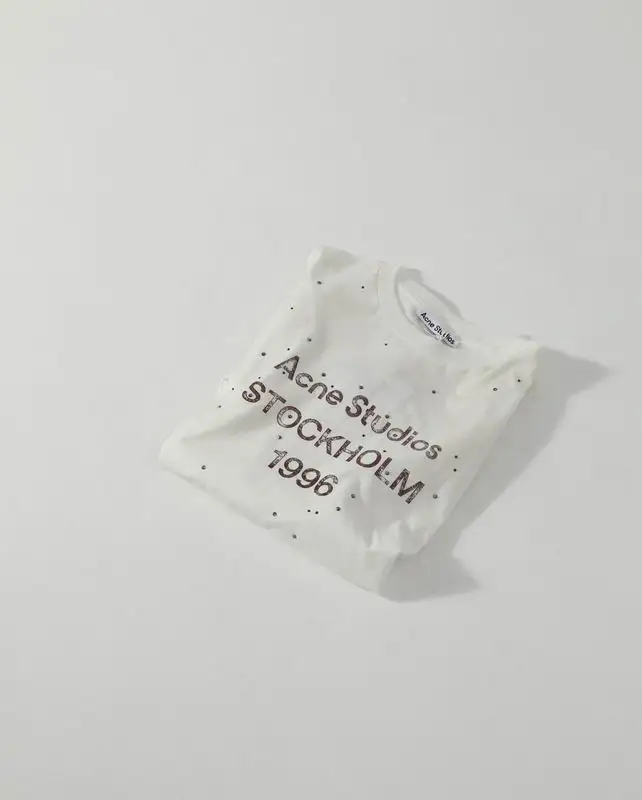 Acne Studios
Acne Studios
STOCKHOLM
1996